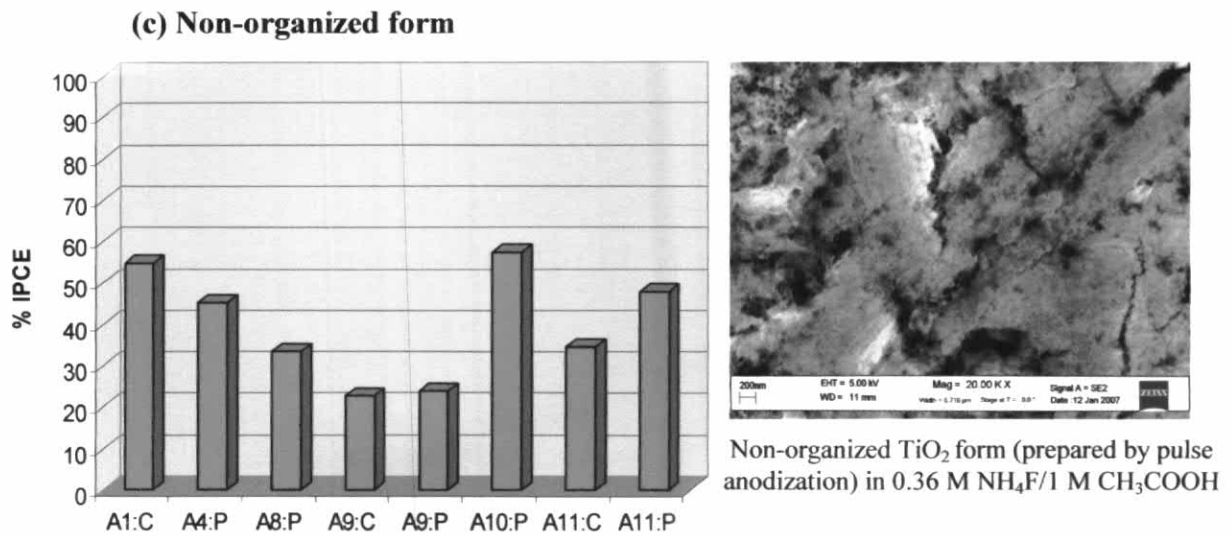 (c) Non-organized form
% IPCE
100
90
80
70
60
50
40
30
20
10
0
A1:C A4:P A8:P A9:C A9:P A10:P A11:C A11:P
200nm
EHT = 5.00 kV
WD = 11 mm
Mag = 20.00 K X
Signal A = SE2
Date :12 Jan 2007
ZEISS
Non-organized TiO₂ form (prepared by pulse
anodization) in 0.36 M NH₄F/1 M CH₃COOH